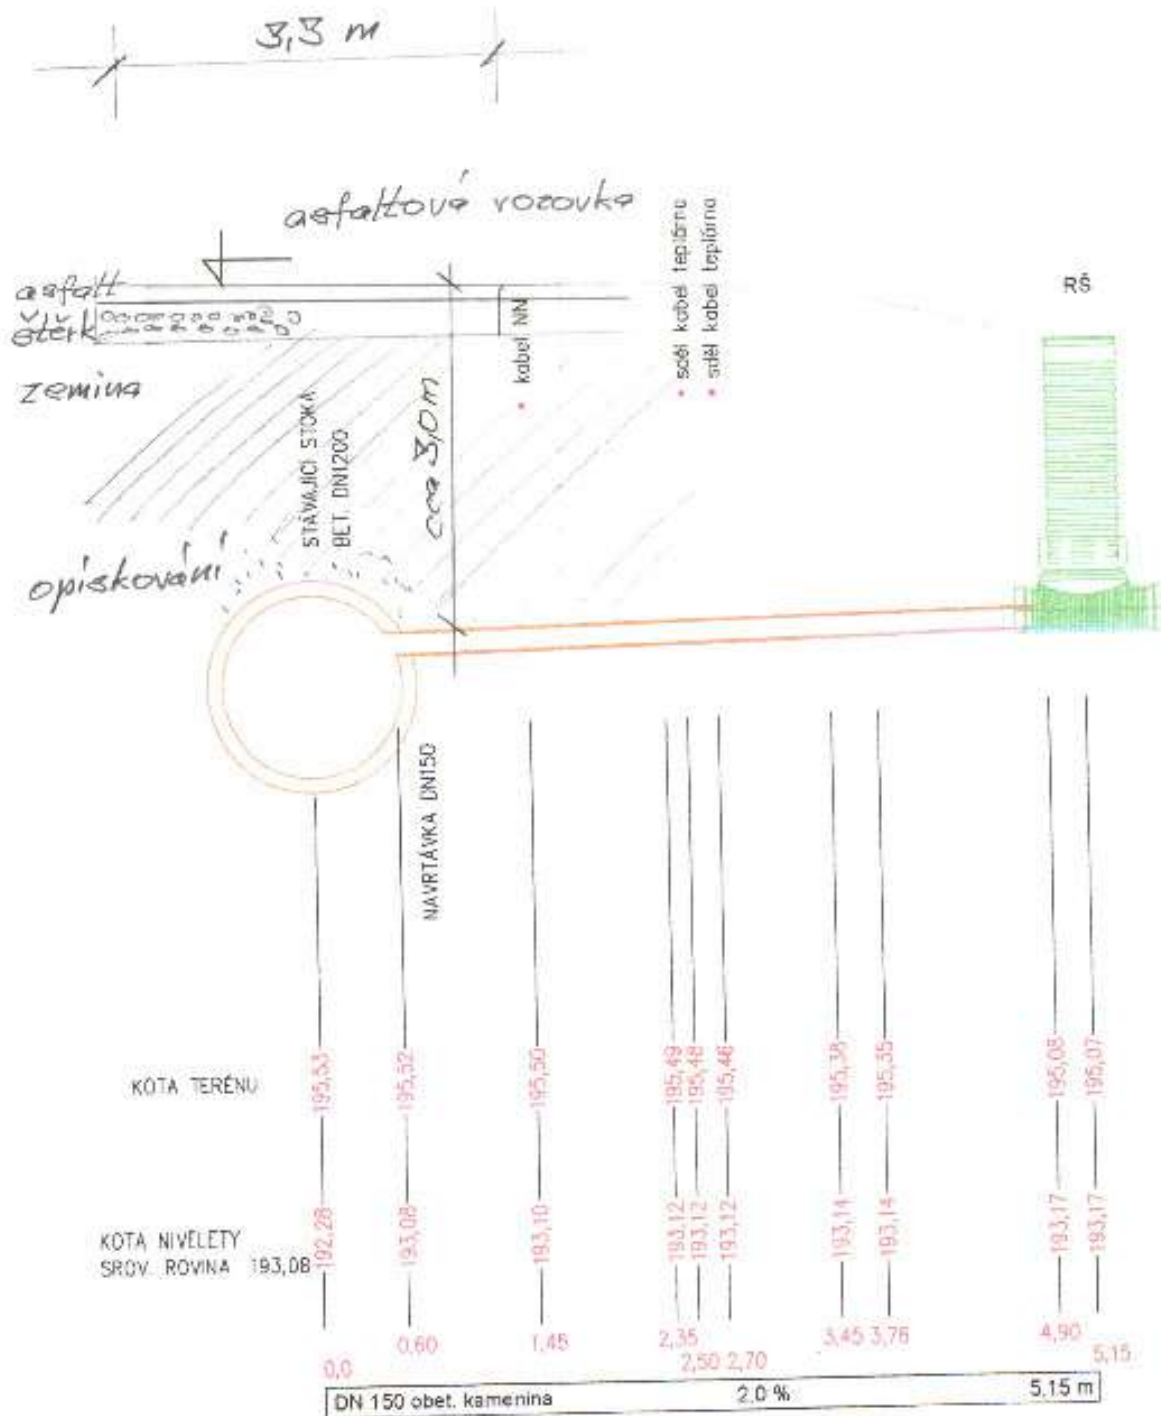 3,3 m
asfaltová vozovka
asfalt
štěrk
zemina
opískování
STÁVAJÍCÍ STOKA
BET. DN1200
cca 3,0 m
kabel NN
sděl kabel teplárna
sděl kabel teplárna
RŠ
NAVRTÁVKA DN150
KOTA TERÉNU
195,53 195,52 195,50 195,49 195,48 195,46 195,38 195,35 195,08 195,07
KOTA NIVELETY
SROV. ROVINA 193,08
192,28 193,08 193,10 193,12 193,12 193,12 193,14 193,14 193,17 193,17
0,0 0,60 1,45 2,35 2,50 2,70 3,45 3,76 4,90 5,15
DN 150 obet. kamenina 2.0 % 5.15 m